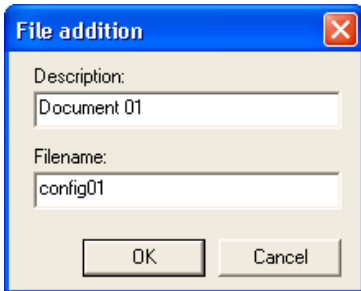 File addition
Description:
Document 01
Filename:
config01
OK Cancel